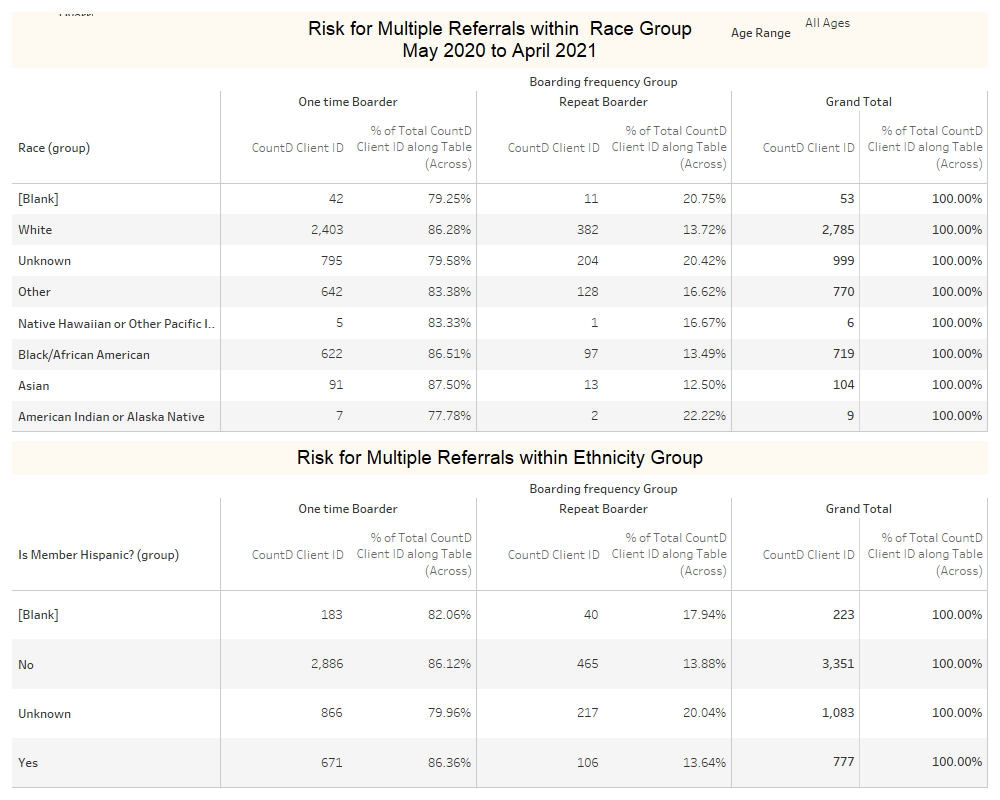 Risk for Multiple Referrals within Race Group
May 2020 to April 2021
Age Range
All Ages
Boarding frequency Group
One time Boarder Repeat Boarder Grand Total
Race (group) CountD Client ID % of Total CountD Client ID along Table (Across) CountD Client ID % of Total CountD Client ID along Table (Across) CountD Client ID % of Total CountD Client ID along Table (Across)
[Blank] 42 79.25% 11 20.75% 53 100.00%
White 2,403 86.28% 382 13.72% 2,785 100.00%
Unknown 795 79.58% 204 20.42% 999 100.00%
Other 642 83.38% 128 16.62% 770 100.00%
Native Hawaiian or Other Pacific I.. 5 83.33% 1 16.67% 6 100.00%
Black/African American 622 86.51% 97 13.49% 719 100.00%
Asian 91 87.50% 13 12.50% 104 100.00%
American Indian or Alaska Native 7 77.78% 2 22.22% 9 100.00%
Risk for Multiple Referrals within Ethnicity Group
Boarding frequency Group
One time Boarder Repeat Boarder Grand Total
Is Member Hispanic? (group) CountD Client ID % of Total CountD Client ID along Table (Across) CountD Client ID % of Total CountD Client ID along Table (Across) CountD Client ID % of Total CountD Client ID along Table (Across)
[Blank] 183 82.06% 40 17.94% 223 100.00%
No 2,886 86.12% 465 13.88% 3,351 100.00%
Unknown 866 79.96% 217 20.04% 1,083 100.00%
Yes 671 86.36% 106 13.64% 777 100.00%